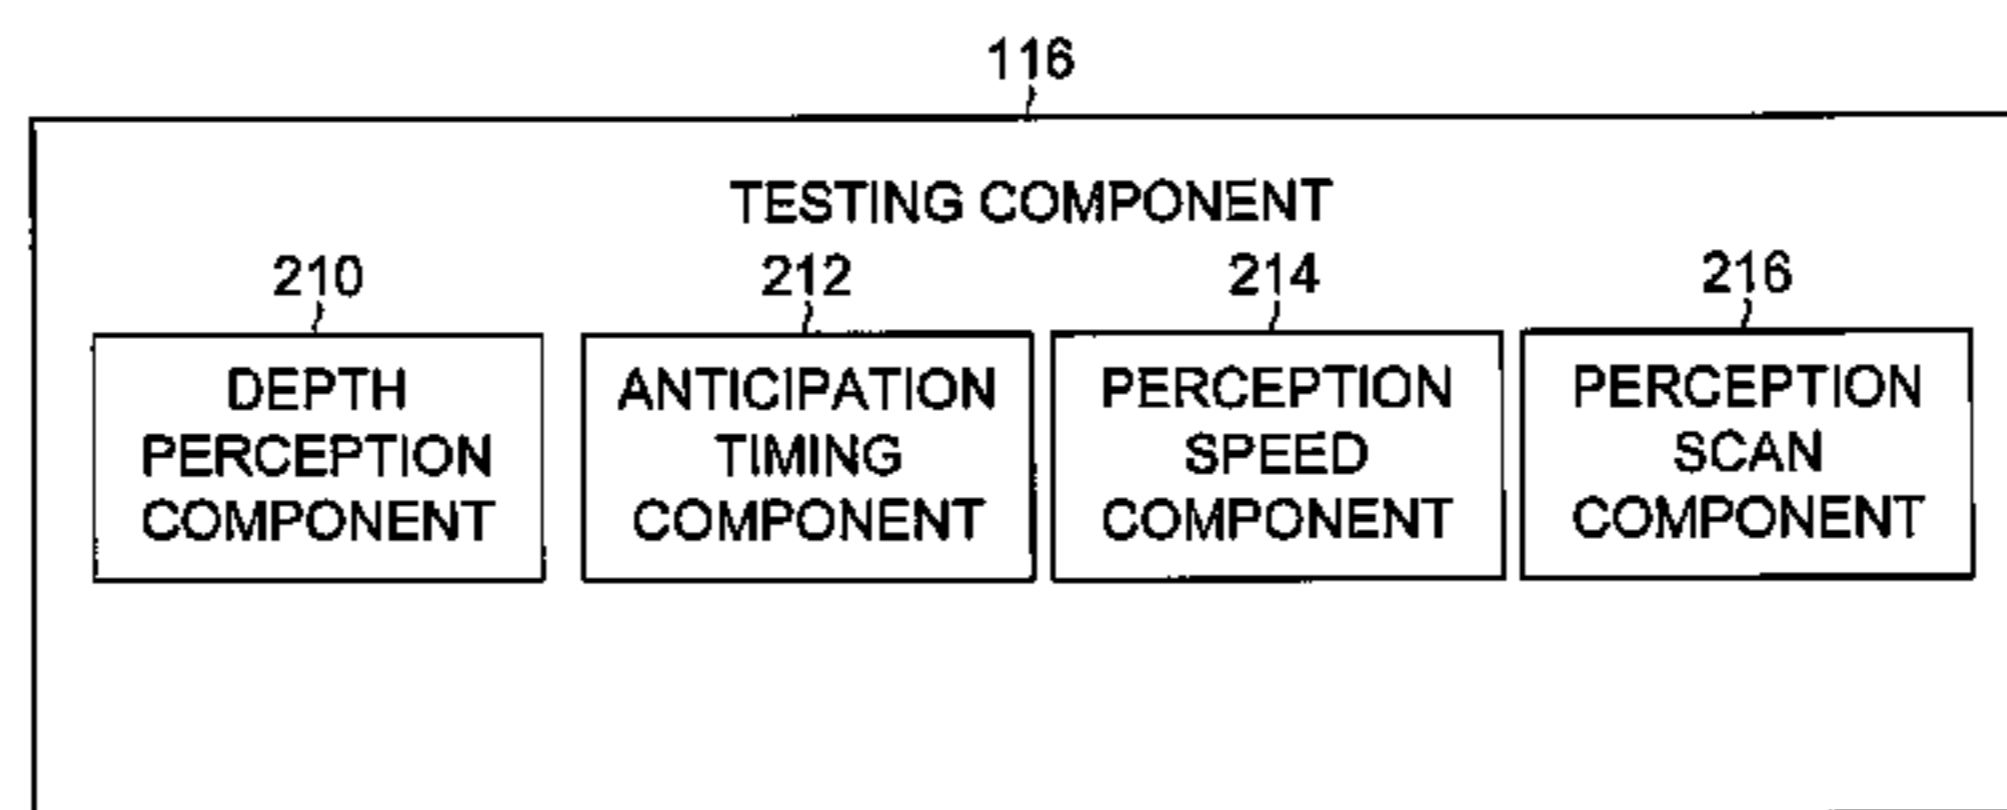 116
TESTING COMPONENT
210
212
214
216
DEPTH
PERCEPTION
COMPONENT
ANTICIPATION
TIMING
COMPONENT
PERCEPTION
SPEED
COMPONENT
PERCEPTION
SCAN
COMPONENT